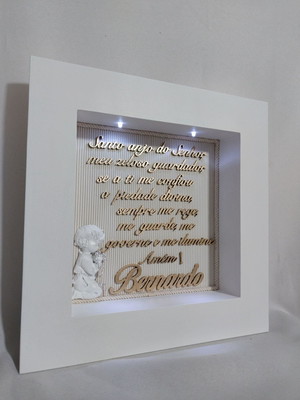 Santo anjo do Senhor
meu zeloso guardador
se a ti me confiou
a piedade divina,
sempre me rege,
me guarde, me
governe e me ilumine.
Amém!
Bernardo